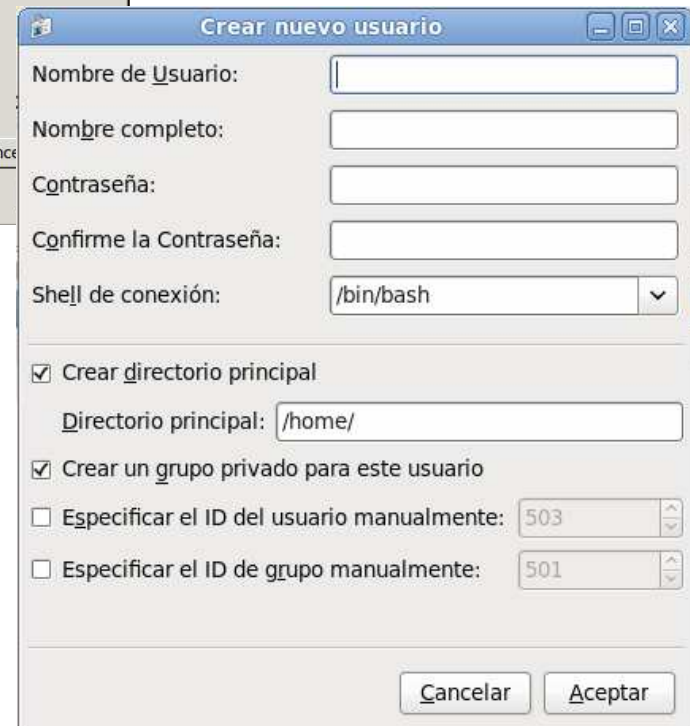 Crear nuevo usuario
Nombre de Usuario:
Nombre completo:
Contraseña:
Confirme la Contraseña:
Shell de conexión: /bin/bash
Crear directorio principal
Directorio principal: /home/
Crear un grupo privado para este usuario
Especificar el ID del usuario manualmente: 503
Especificar el ID de grupo manualmente: 501
Cancelar Aceptar